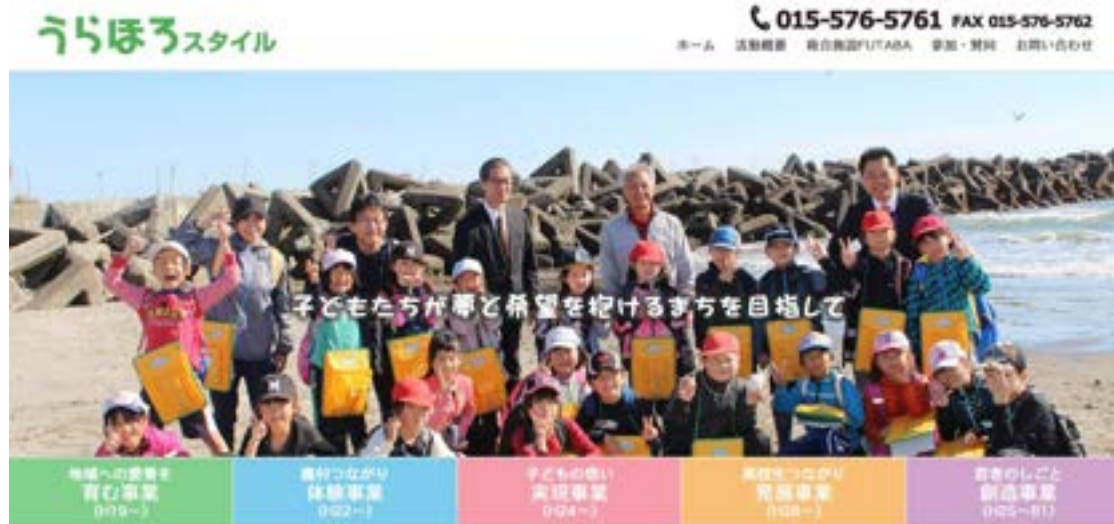 うらほろスタイル
015-576-5761 FAX 015-576-5762
ホーム 活動概要 複合施設FUTABA 参加・賛同 お問い合わせ
子どもたちが夢と希望を抱けるまちを目指して
地域への愛着を
育む事業
(H19~)
農村つながり
体験事業
(H22~)
子どもの想い
実現事業
(H24~)
高校生つながり
発展事業
(H28~)
若者のしごと
創造事業
(H25~R1)